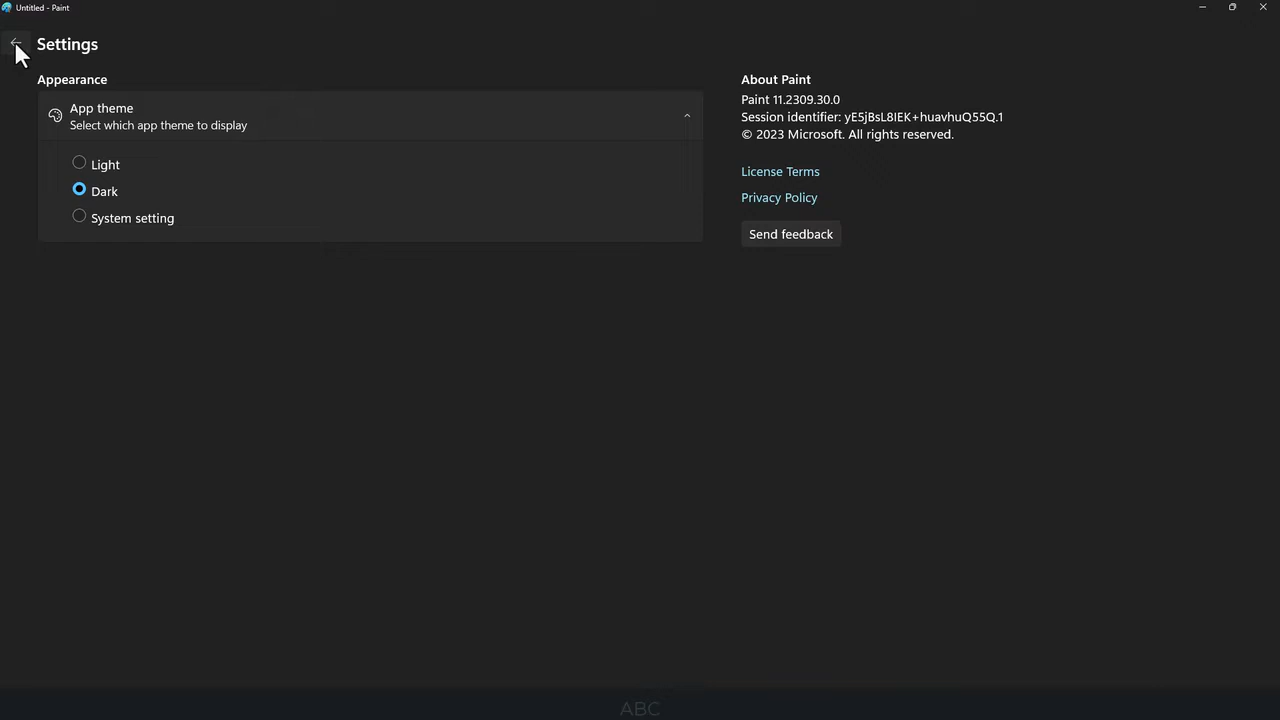 Untitled - Paint
Settings
Appearance
App theme
Select which app theme to display
Light
Dark
System setting
About Paint
Paint 11.2309.30.0
Session identifier: yE5jBsL8IEK+huavhuQ55Q.1
© 2023 Microsoft. All rights reserved.
License Terms
Privacy Policy
Send feedback
ABC